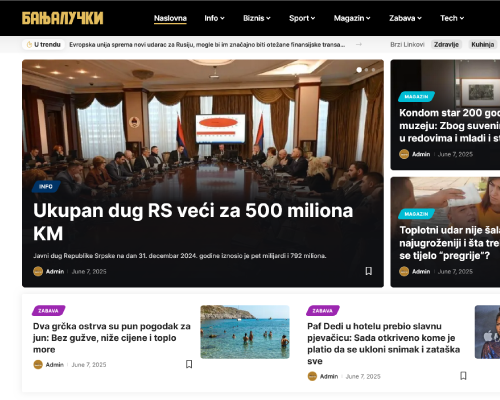 БАЊАЛУЧКИ
Naslovna Info Biznis Sport Magazin Zabava Tech
U trendu Evropska unija sprema novi udarac za Rusiju, mogle bi im značajno biti otežane finansijske transa... Brzi Linkovi Zdravlje Kuhinja
INFO
Ukupan dug RS veći za 500 miliona
KM
Javni dug Republike Srpske na dan 31. decembar 2024. godine iznosio je pet milijardi i 792 miliona.
Admin June 7, 2025
MAGAZIN
Kondom star 200 god
muzeju: Zbog suveni
u redovima i mladi i st
Admin June 7, 2025
MAGAZIN
Toplotni udar nije šala
najugroženiji i šta tre
se tijelo "pregrije"?
Admin June 7, 2025
ZABAVA
Dva grčka ostrva su pun pogodak za
jun: Bez gužve, niže cijene i toplo
more
Admin June 7, 2025
ZABAVA
Paf Dedi u hotelu prebio slavnu
pjevačicu: Sada otkriveno kome je
platio da se ukloni snimak i zataška
sve
Admin June 7, 2025